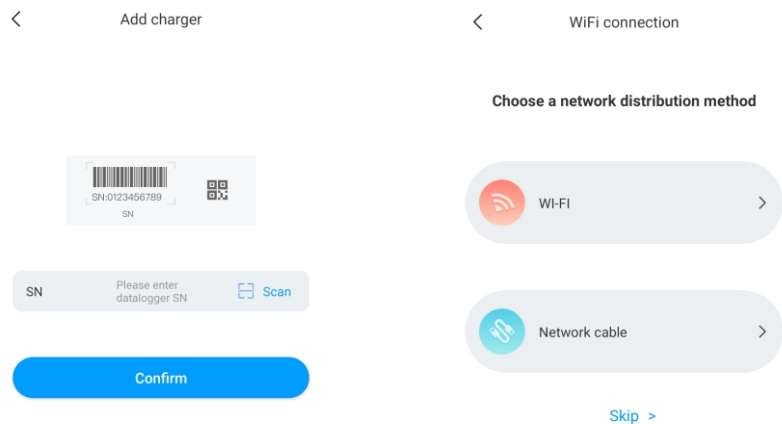 Add charger
SN:0123456789
SN
SN
Please enter
datalogger SN
Scan
Confirm
WiFi connection
Choose a network distribution method
WI-FI
Network cable
Skip >